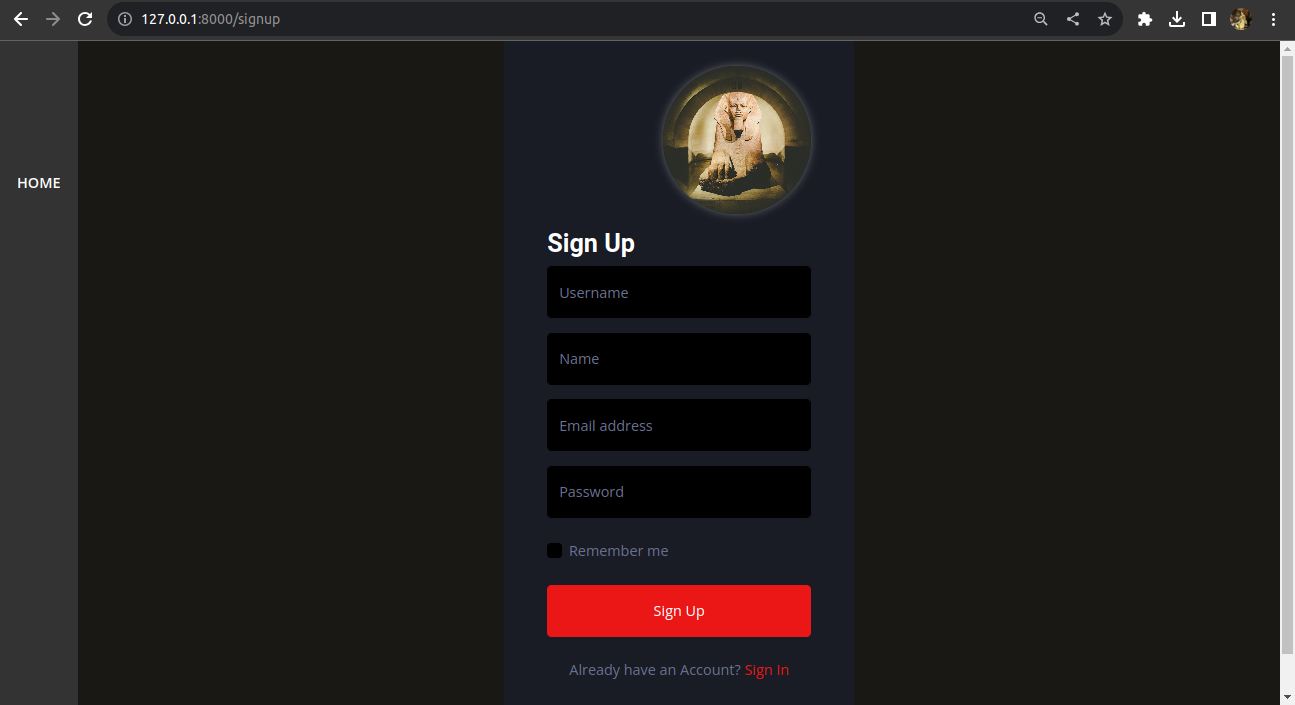 127.0.0.1:8000/signup
HOME
Sign Up
Username
Name
Email address
Password
Remember me
Sign Up
Already have an Account? Sign In